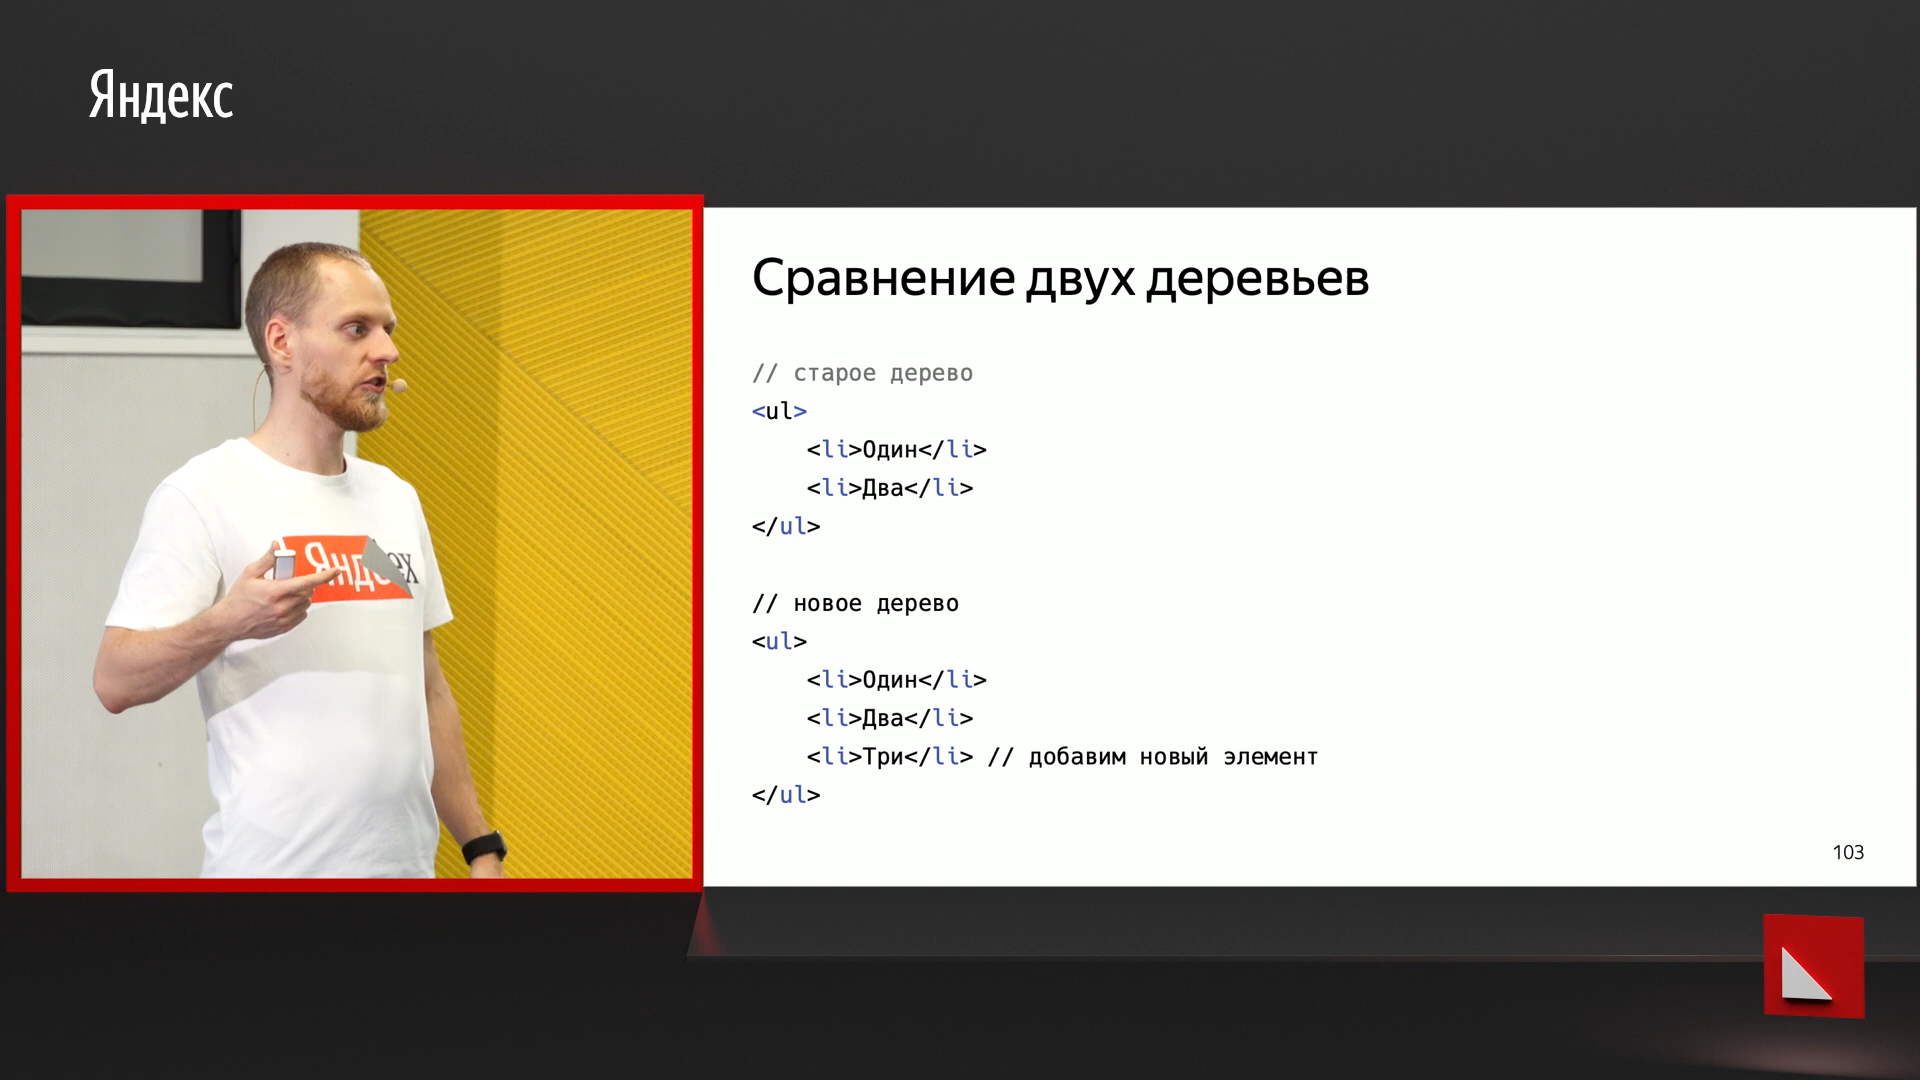 Яндекс
Яндех
Сравнение двух деревьев
// старое дерево
<ul>
    <li>Один</li>
    <li>Два</li>
</ul>
// новое дерево
<ul>
    <li>Один</li>
    <li>Два</li>
    <li>Три</li> // добавим новый элемент
</ul>
103